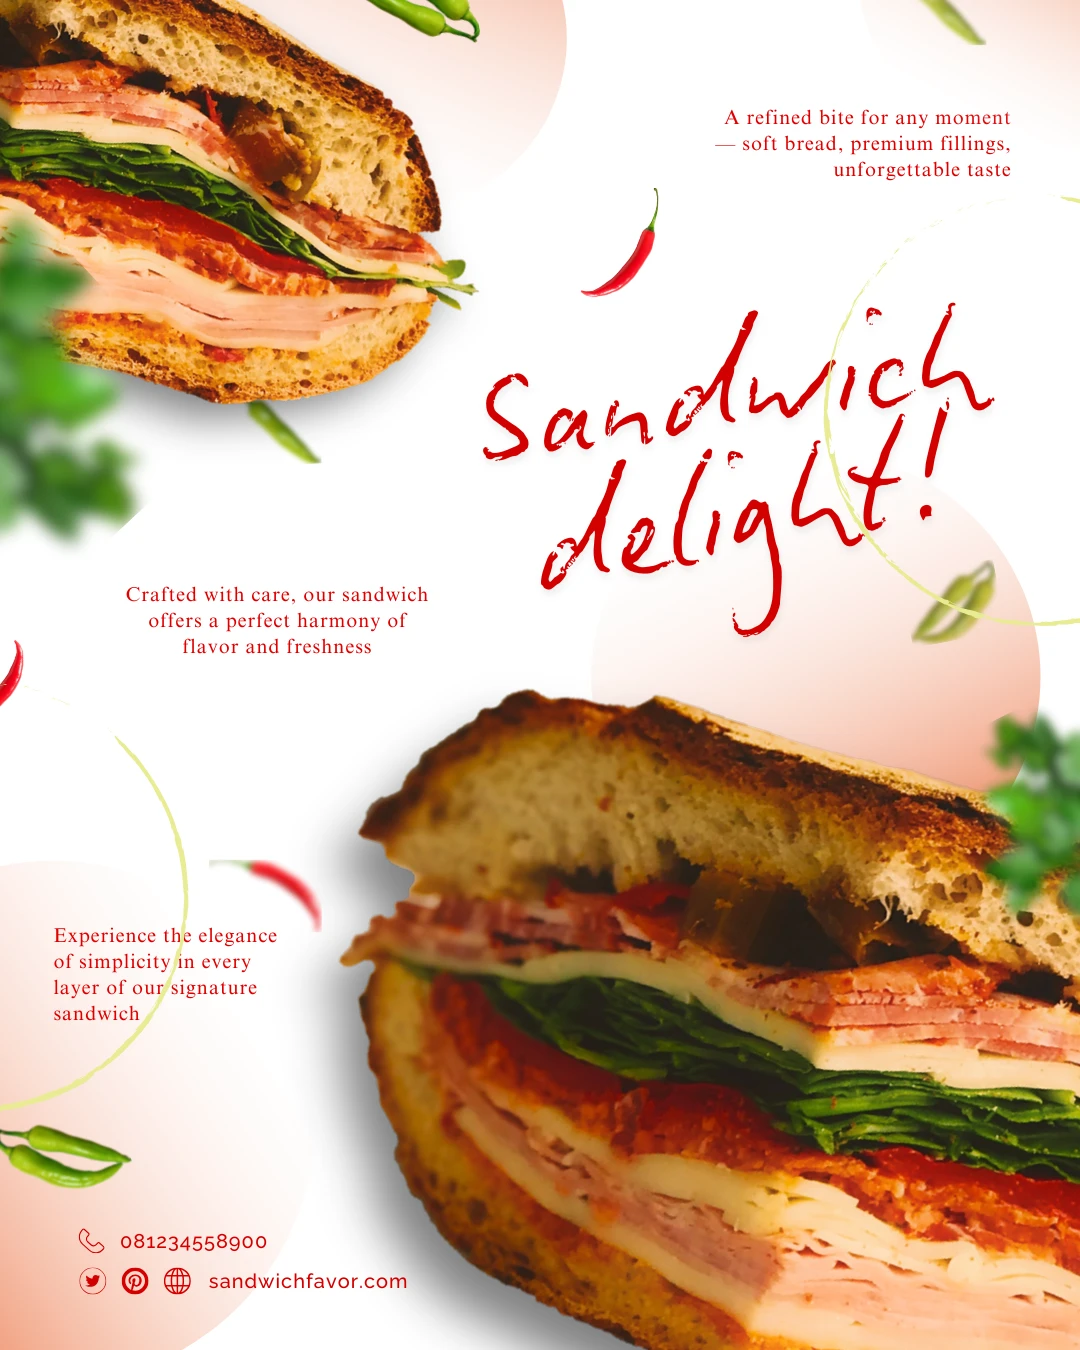 A refined bite for any moment
— soft bread, premium fillings,
unforgettable taste
Sandwich
delight!
Crafted with care, our sandwich
offers a perfect harmony of
flavor and freshness
Experience the elegance
of simplicity in every
layer of our signature
sandwich
081234558900
sandwichfavor.com